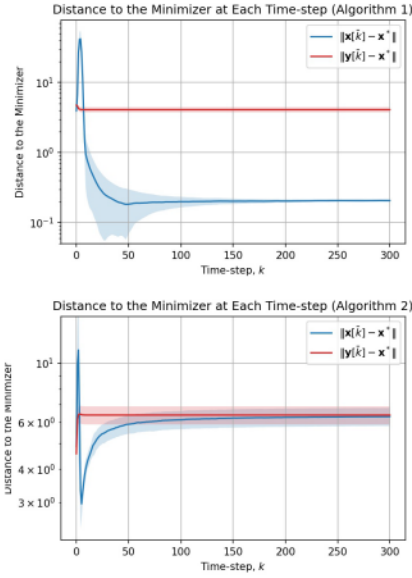 Distance to the Minimizer at Each Time-step (Algorithm 1)
Distance to the Minimizer
10¹
10⁰
10⁻¹
‖x[k̃] − x*‖
‖y[k̃] − x*‖
0 50 100 150 200 250 300
Time-step, k
Distance to the Minimizer at Each Time-step (Algorithm 2)
Distance to the Minimizer
10¹
6 × 10⁰
4 × 10⁰
3 × 10⁰
‖x[k̃] − x*‖
‖y[k̃] − x*‖
0 50 100 150 200 250 300
Time-step, k